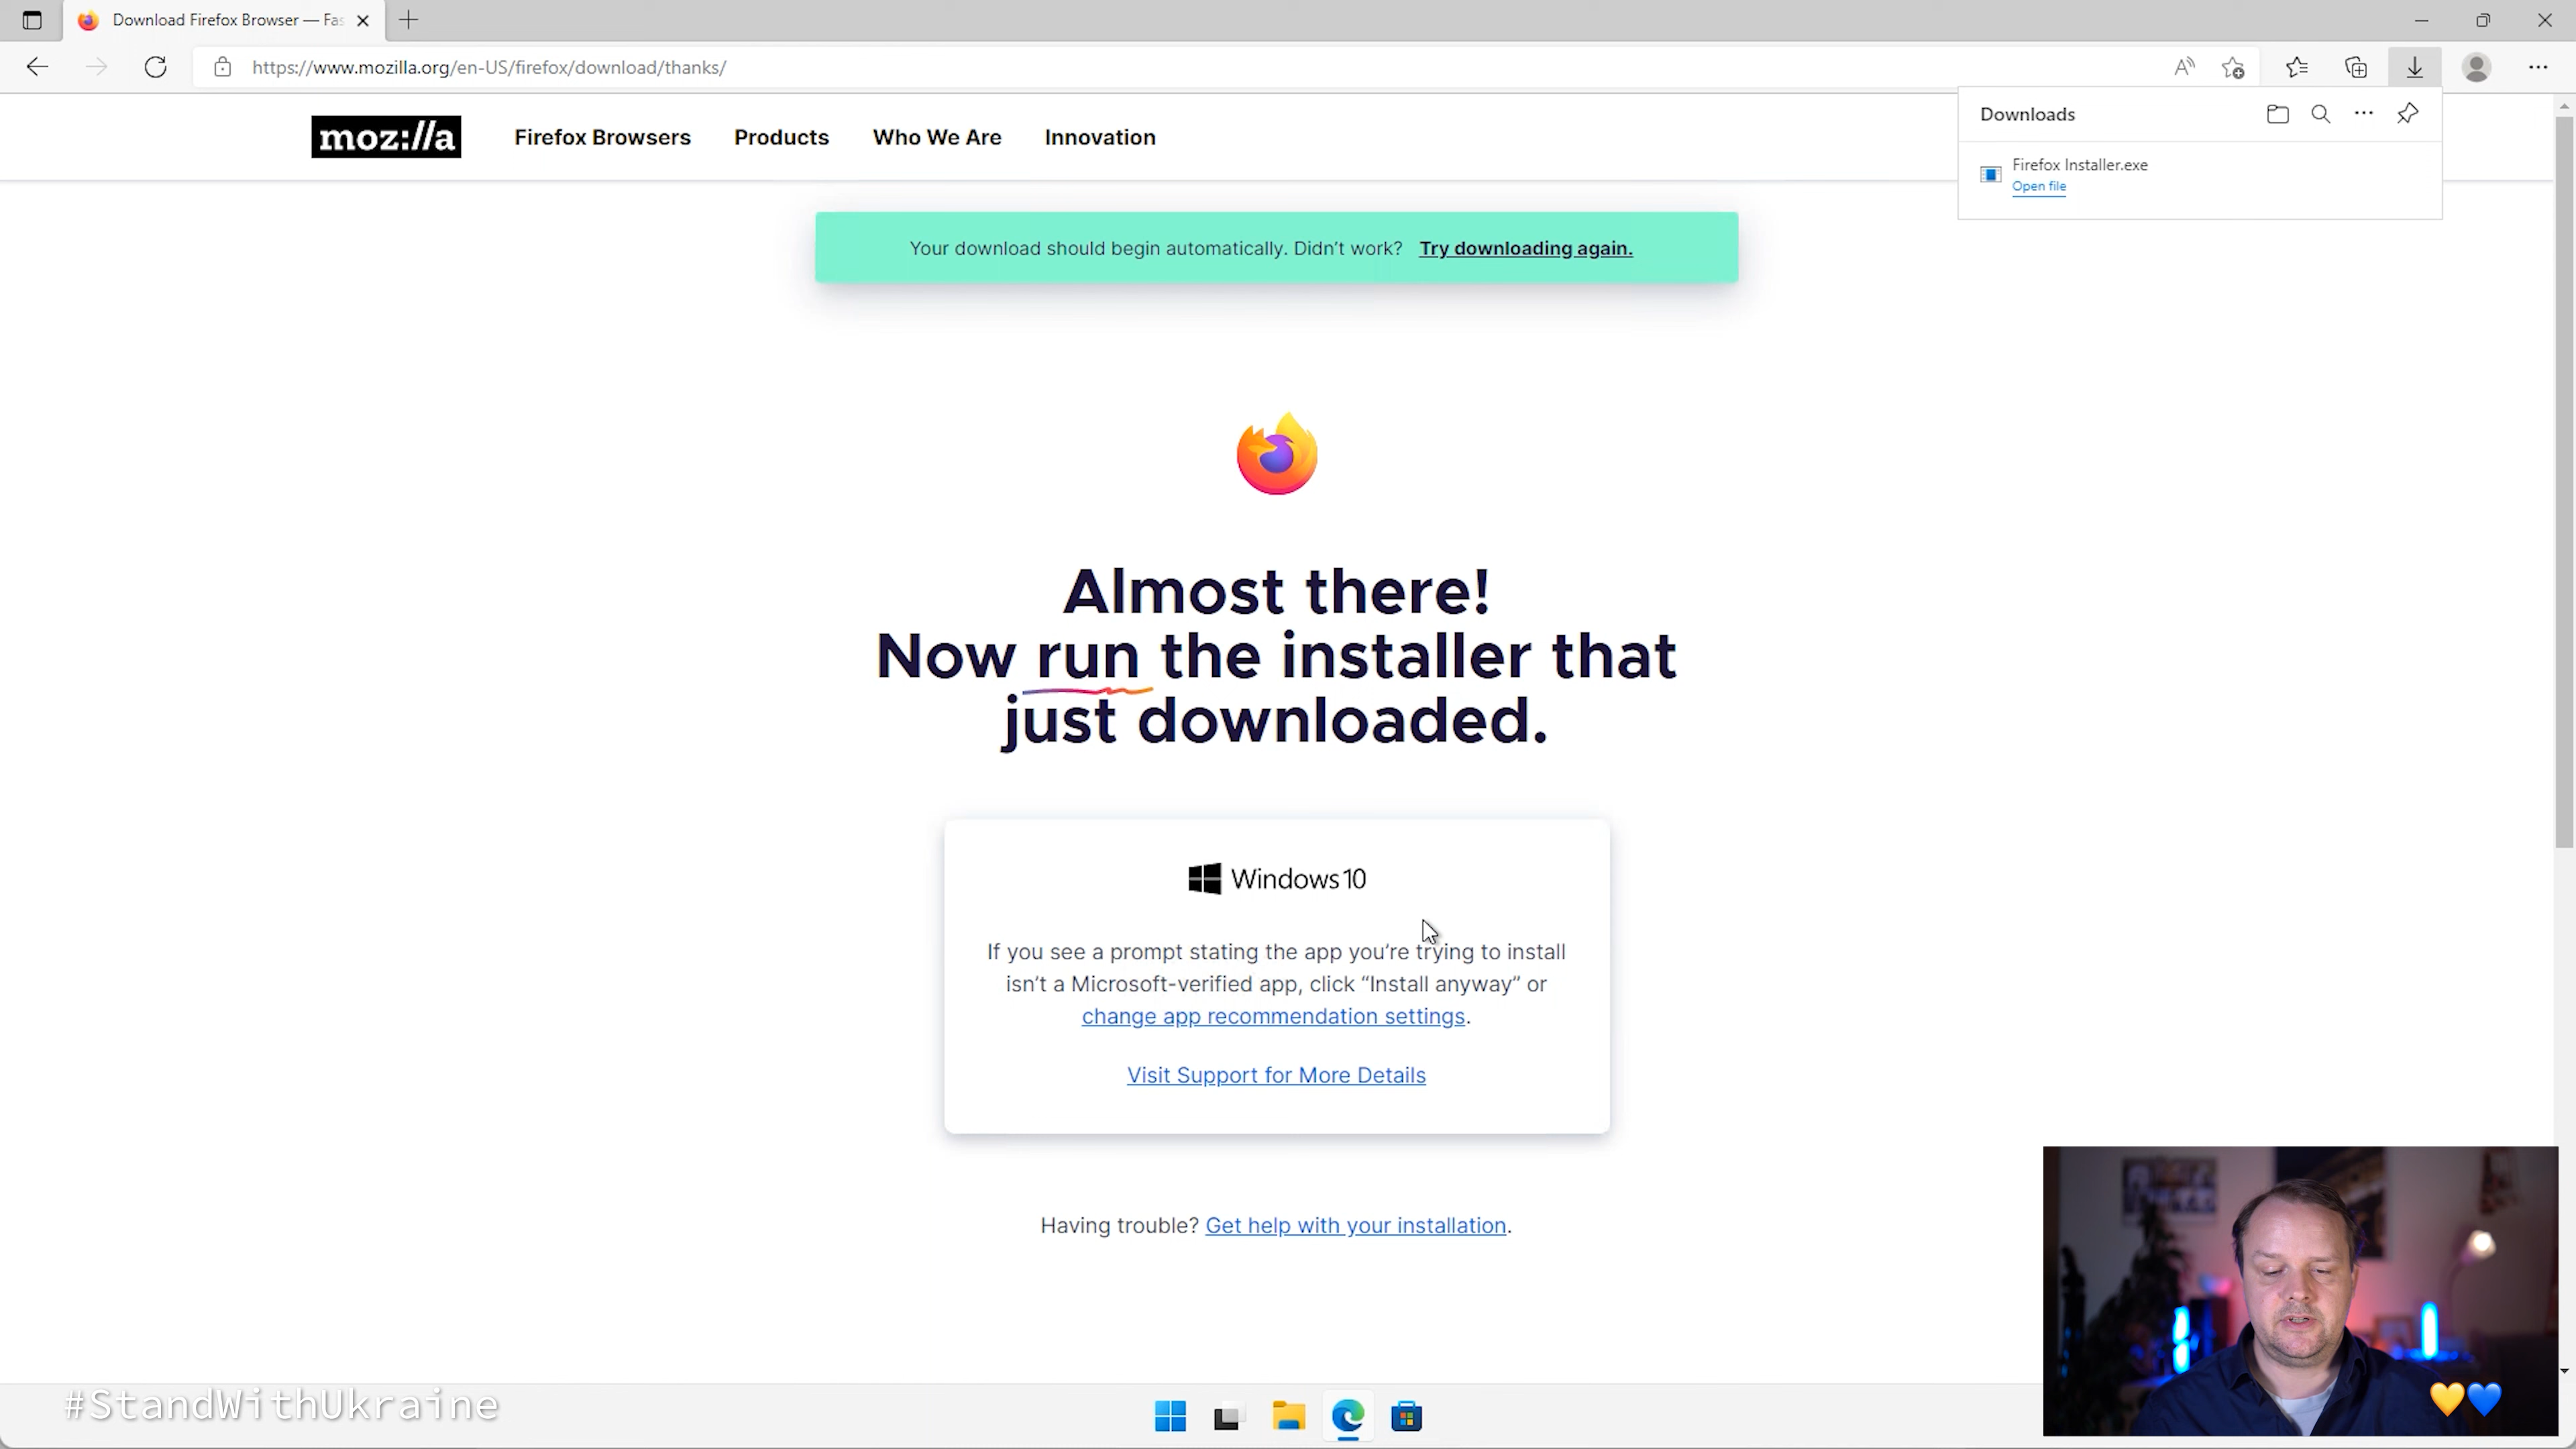 Download Firefox Browser — Fas
https://www.mozilla.org/en-US/firefox/download/thanks/
moz://a
Firefox Browsers
Products
Who We Are
Innovation
Downloads
Firefox Installer.exe
Open file
Your download should begin automatically. Didn’t work? Try downloading again.
Almost there!
Now run the installer that
just downloaded.
Windows 10
If you see a prompt stating the app you’re trying to install
isn’t a Microsoft-verified app, click “Install anyway” or
change app recommendation settings.
Visit Support for More Details
Having trouble? Get help with your installation.
#StandWithUkraine